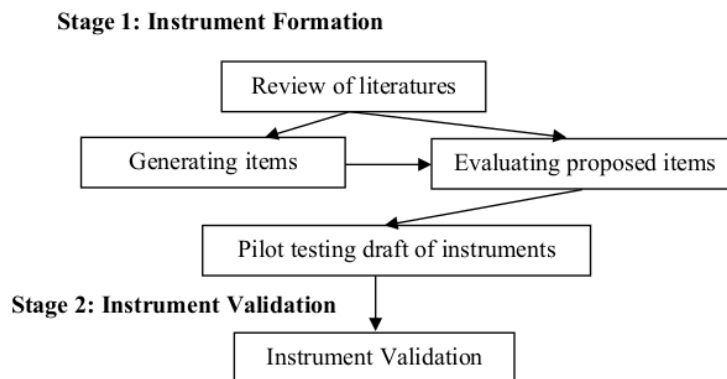 Stage 1: Instrument Formation
Review of literatures
Generating items
Evaluating proposed items
Pilot testing draft of instruments
Stage 2: Instrument Validation
Instrument Validation